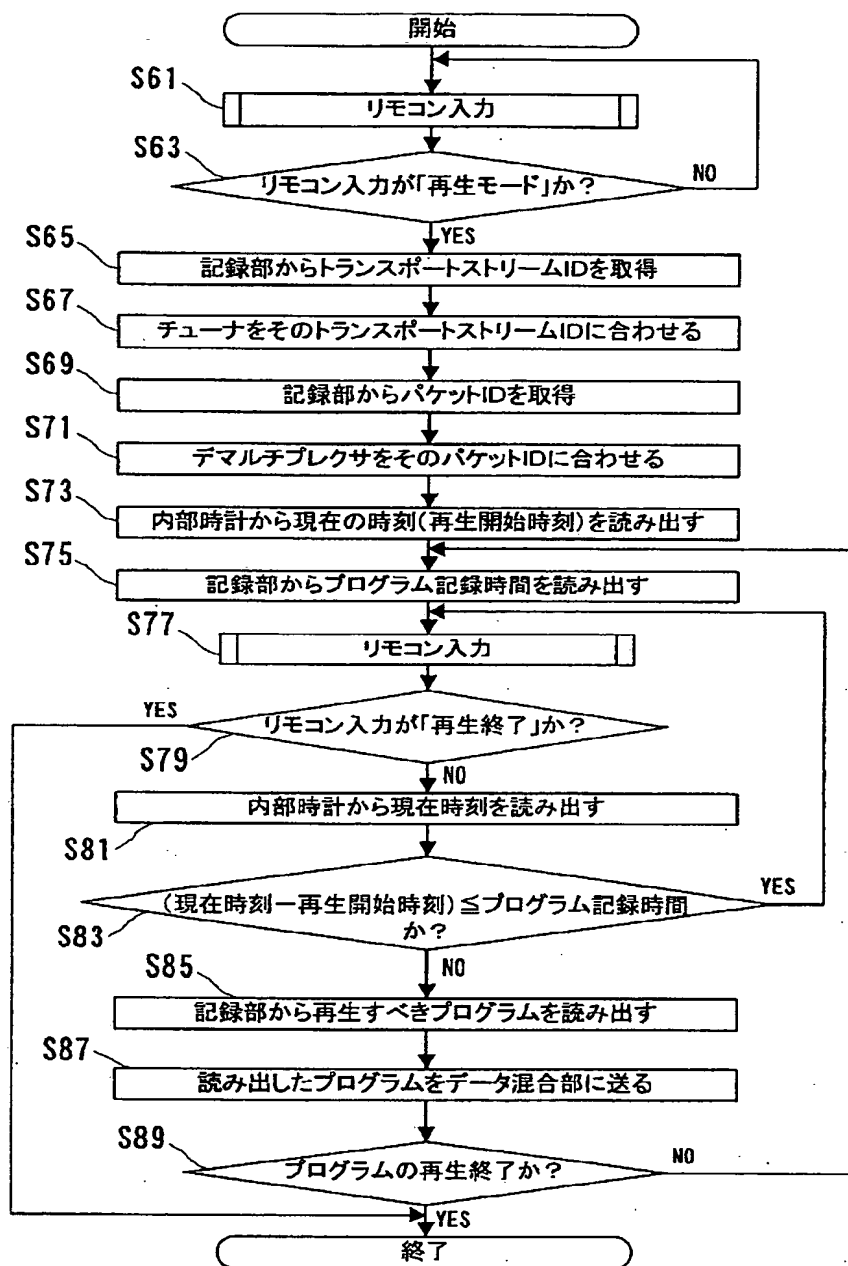 開始
S61
リモコン入力
S63
リモコン入力が「再生モード」か?
NO
YES
S65
記録部からトランスポートストリームIDを取得
S67
チューナをそのトランスポートストリームIDに合わせる
S69
記録部からパケットIDを取得
S71
デマルチプレクサをそのパケットIDに合わせる
S73
内部時計から現在の時刻(再生開始時刻)を読み出す
S75
記録部からプログラム記録時間を読み出す
S77
リモコン入力
YES
リモコン入力が「再生終了」か?
S79
NO
内部時計から現在時刻を読み出す
S81
YES
(現在時刻ー再生開始時刻)≦プログラム記録時間
か?
S83
NO
S85
記録部から再生すべきプログラムを読み出す
S87
読み出したプログラムをデータ混合部に送る
S89
プログラムの再生終了か?
NO
YES
終了